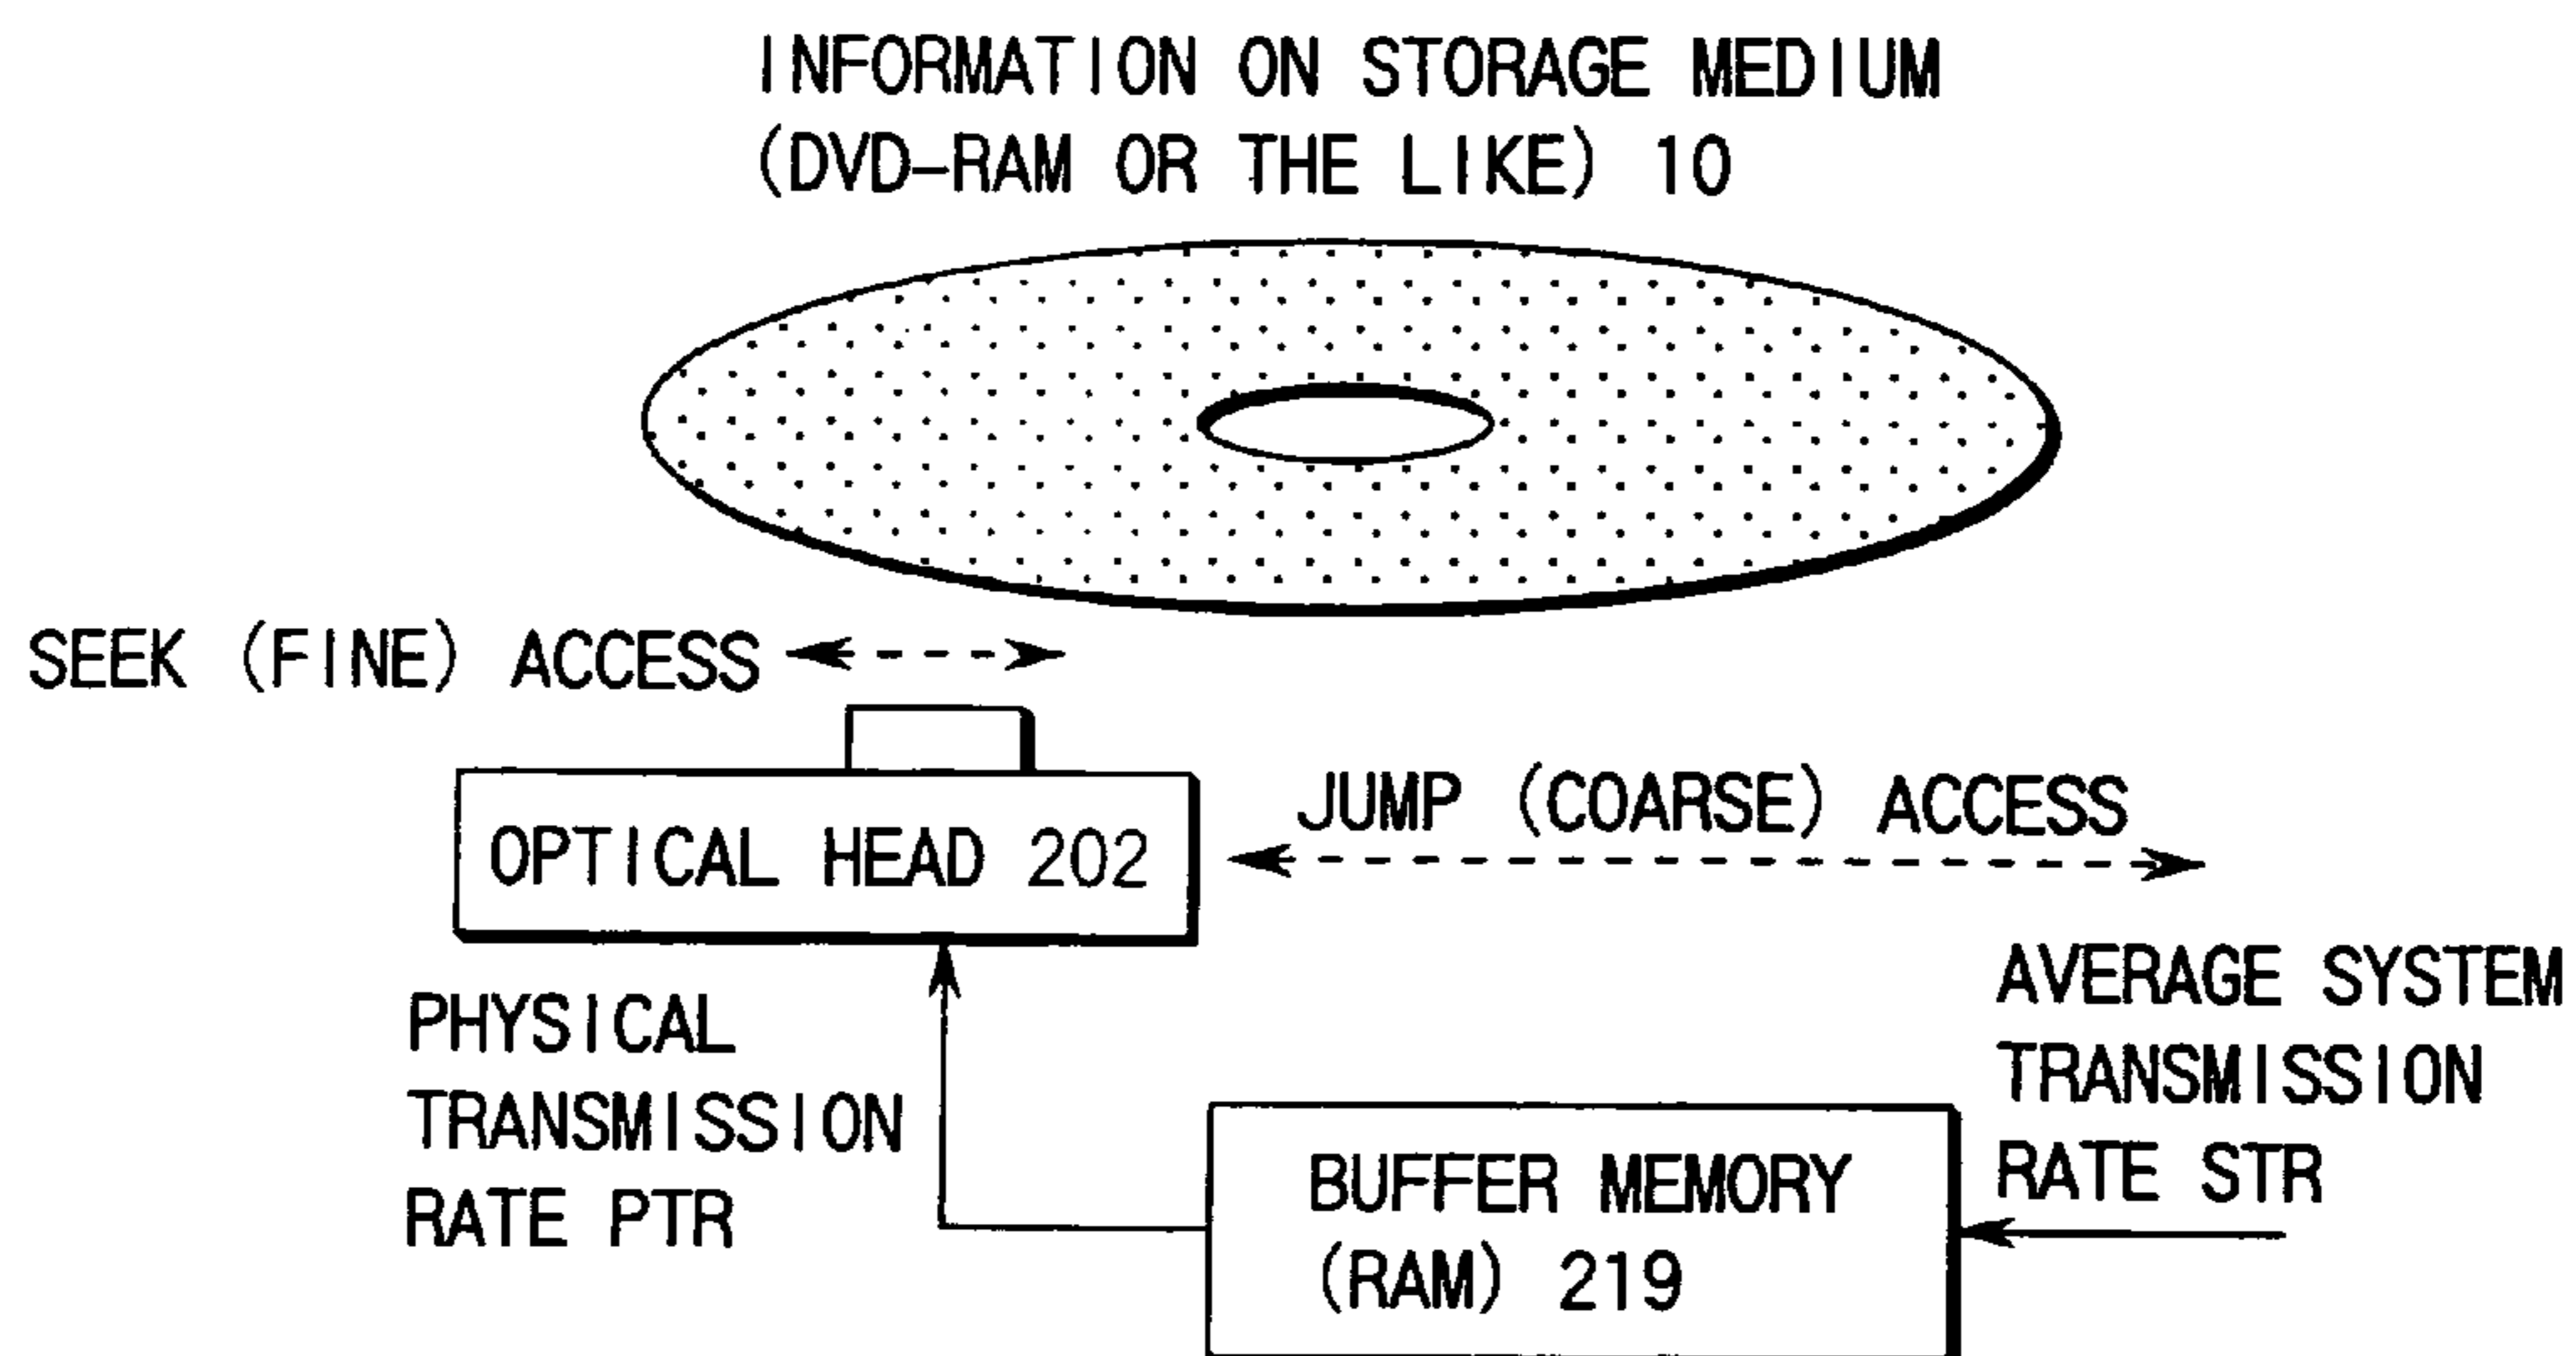 INFORMATION ON STORAGE MEDIUM
(DVD-RAM OR THE LIKE) 10
SEEK (FINE) ACCESS
JUMP (COARSE) ACCESS
OPTICAL HEAD 202
PHYSICAL
TRANSMISSION
RATE PTR
AVERAGE SYSTEM
TRANSMISSION
RATE STR
BUFFER MEMORY
(RAM) 219